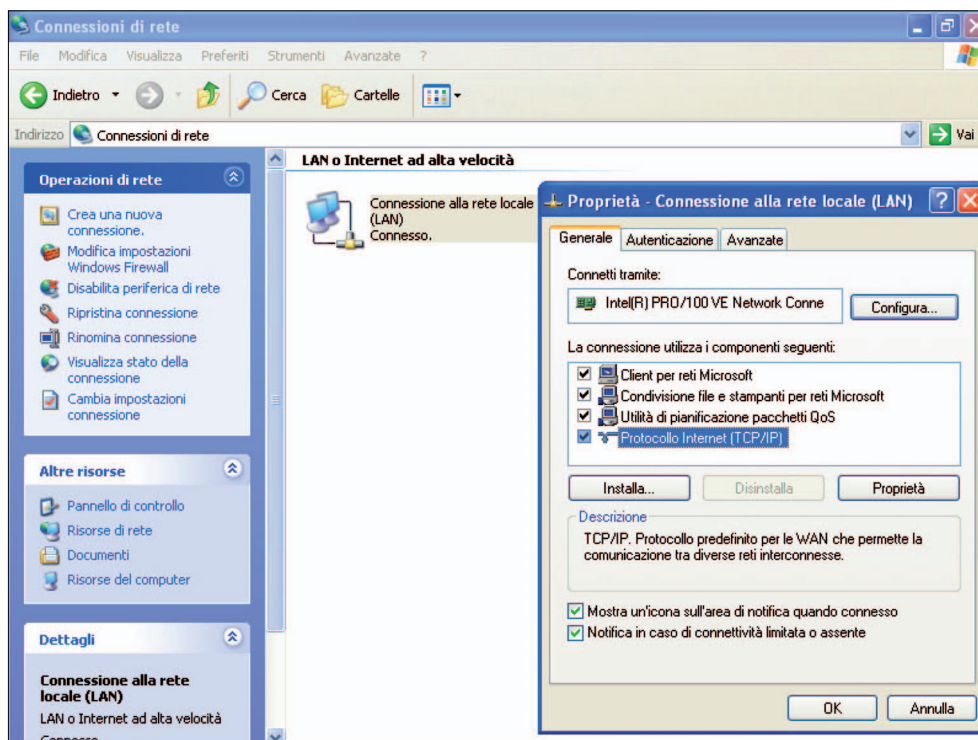 Connessioni di rete
File Modifica Visualizza Preferiti Strumenti Avanzate ?
Indietro Cerca Cartelle
Indirizzo Connessioni di rete Vai
Operazioni di rete
Crea una nuova
connessione.
Modifica impostazioni
Windows Firewall
Disabilita periferica di rete
Ripristina connessione
Rinomina connessione
Visualizza stato della
connessione
Cambia impostazioni
connessione
Altre risorse
Pannello di controllo
Risorse di rete
Documenti
Risorse del computer
Dettagli
Connessione alla rete
locale (LAN)
LAN o Internet ad alta velocità
Connesso
LAN o Internet ad alta velocità
Connessione alla rete locale
(LAN)
Connesso.
Proprietà - Connessione alla rete locale (LAN) ?
Generale Autenticazione Avanzate
Connetti tramite:
Intel(R) PRO/100 VE Network Conne Configura...
La connessione utilizza i componenti seguenti:
Client per reti Microsoft
Condivisione file e stampanti per reti Microsoft
Utilità di pianificazione pacchetti QoS
Protocollo Internet (TCP/IP)
Installa... Disinstalla Proprietà
Descrizione
TCP/IP. Protocollo predefinito per le WAN che permette la
comunicazione tra diverse reti interconnesse.
Mostra un'icona sull'area di notifica quando connesso
Notifica in caso di connettività limitata o assente
OK Annulla